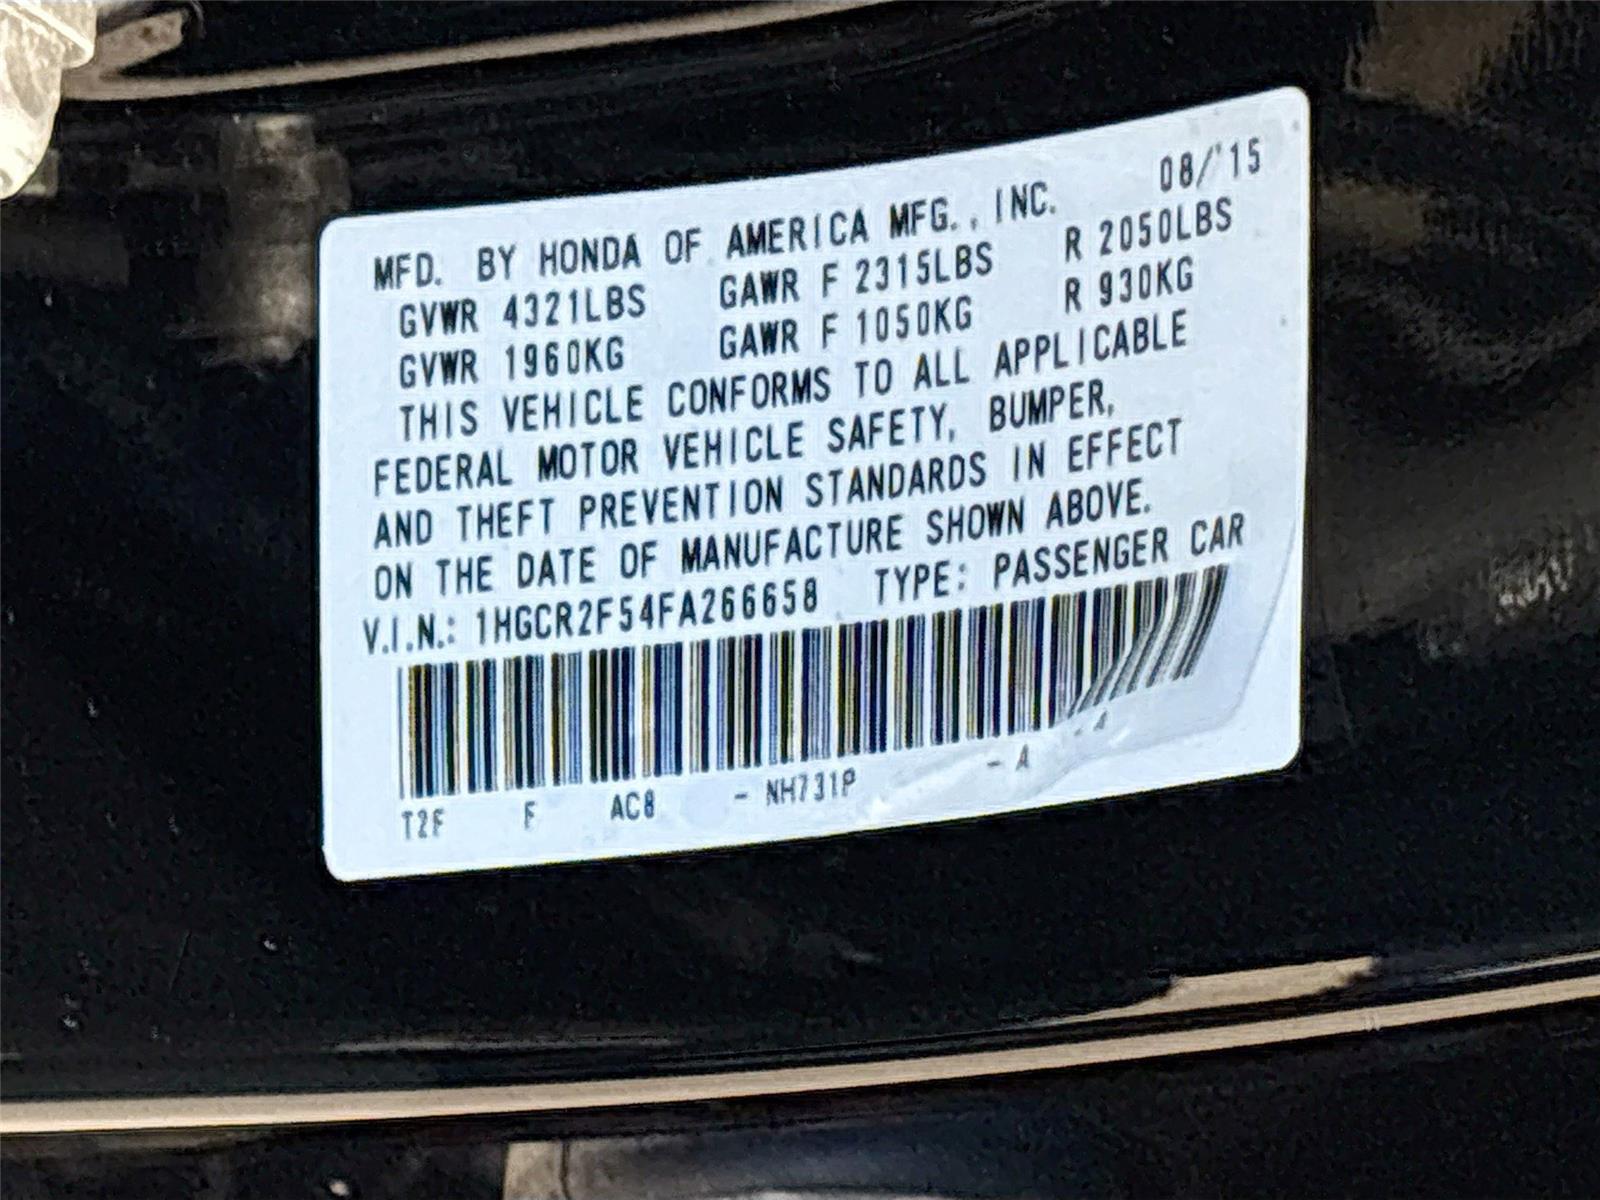 08/'15
MFD. BY HONDA OF AMERICA MFG., INC.
GVWR 4321LBS GAWR F 2315LBS R 2050LBS
GVWR 1960KG GAWR F 1050KG R 930KG
THIS VEHICLE CONFORMS TO ALL APPLICABLE
FEDERAL MOTOR VEHICLE SAFETY, BUMPER,
AND THEFT PREVENTION STANDARDS IN EFFECT
ON THE DATE OF MANUFACTURE SHOWN ABOVE.
V.I.N.: 1HGCR2F54FA266658 TYPE: PASSENGER CAR
T2F F AC8 - NH731P - A - A